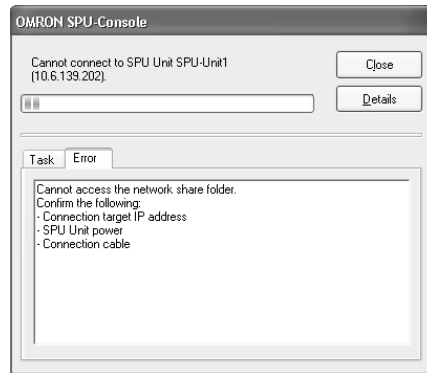 OMRON SPU-Console
Cannot connect to SPU Unit SPU-Unit1
(10.6.139.202).
Close
Details
Task
Error
Cannot access the network share folder.
Confirm the following:
- Connection target IP address
- SPU Unit power
- Connection cable